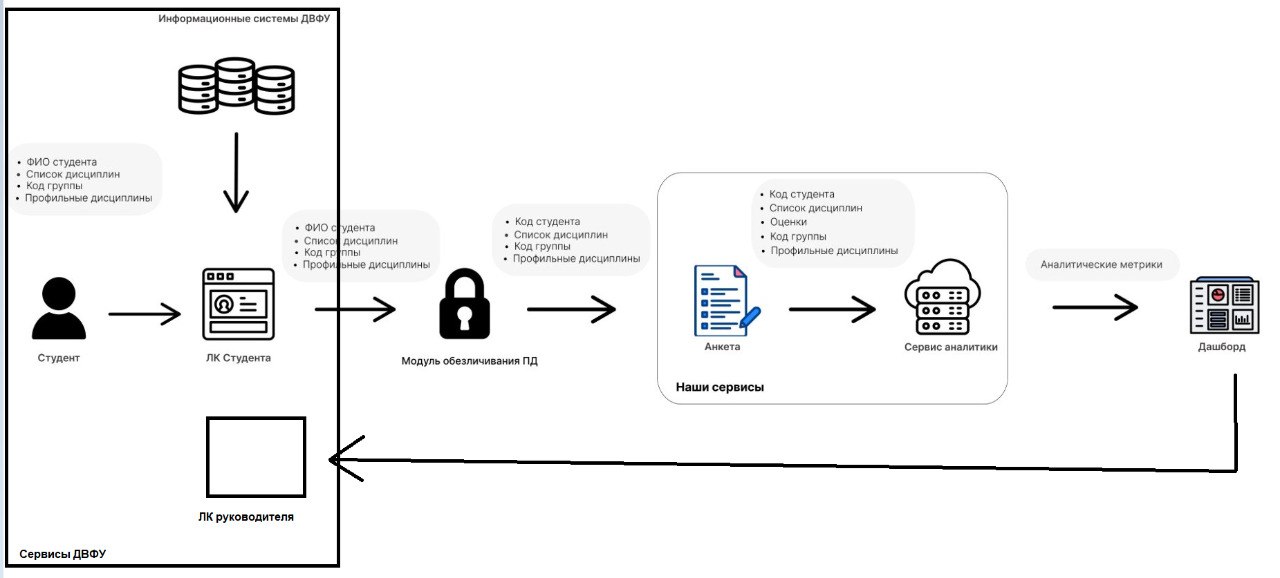 Информационные системы ДВФУ
• ФИО студента
• Список дисциплин
• Код группы
• Профильные дисциплины
Студент
ЛК Студента
• ФИО студента
• Список дисциплин
• Код группы
• Профильные дисциплины
Модуль обезличивания ПД
• Код студента
• Список дисциплин
• Код группы
• Профильные дисциплины
• Код студента
• Список дисциплин
• Оценки
• Код группы
• Профильные дисциплины
Анкета
Сервис аналитики
Наши сервисы
Аналитические метрики
Дашборд
ЛК руководителя
Сервисы ДВФУ